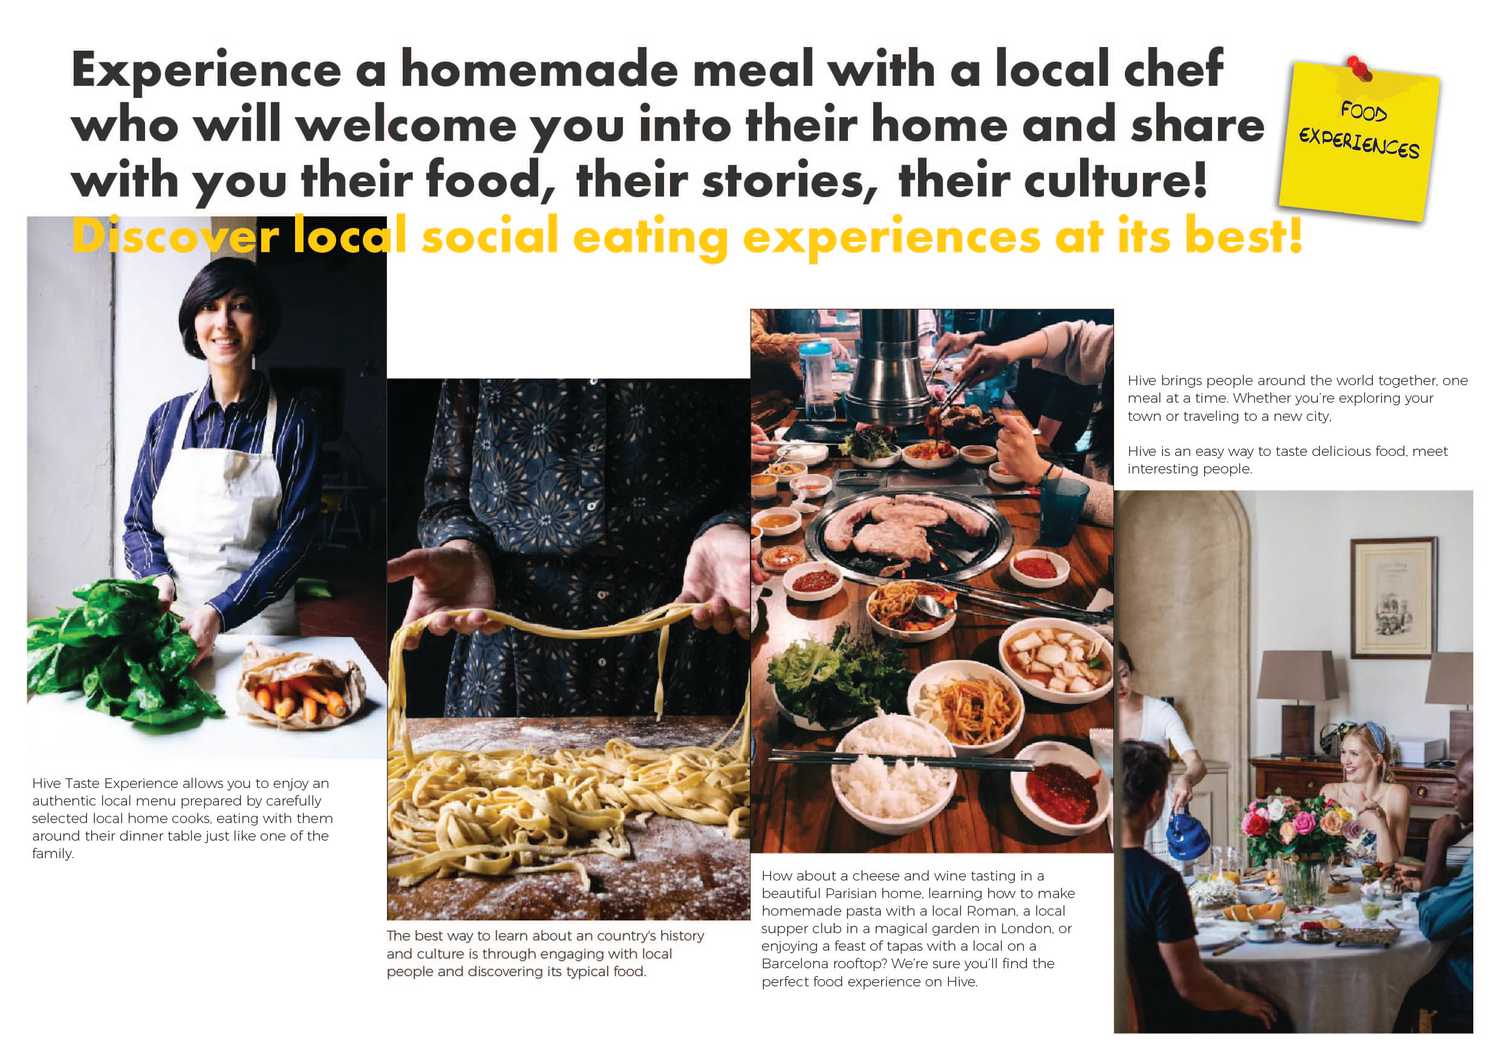 Experience a homemade meal with a local chef
who will welcome you into their home and share
with you their food, their stories, their culture!
Discover local social eating experiences at its best!
FOOD
EXPERIENCES
Hive Taste Experience allows you to enjoy an
authentic local menu prepared by carefully
selected local home cooks, eating with them
around their dinner table just like one of the
family.
The best way to learn about an country's history
and culture is through engaging with local
people and discovering its typical food.
How about a cheese and wine tasting in a
beautiful Parisian home, learning how to make
homemade pasta with a local Roman, a local
supper club in a magical garden in London, or
enjoying a feast of tapas with a local on a
Barcelona rooftop? We're sure you'll find the
perfect food experience on Hive.
Hive brings people around the world together, one
meal at a time. Whether you're exploring your
town or traveling to a new city,
Hive is an easy way to taste delicious food, meet
interesting people.